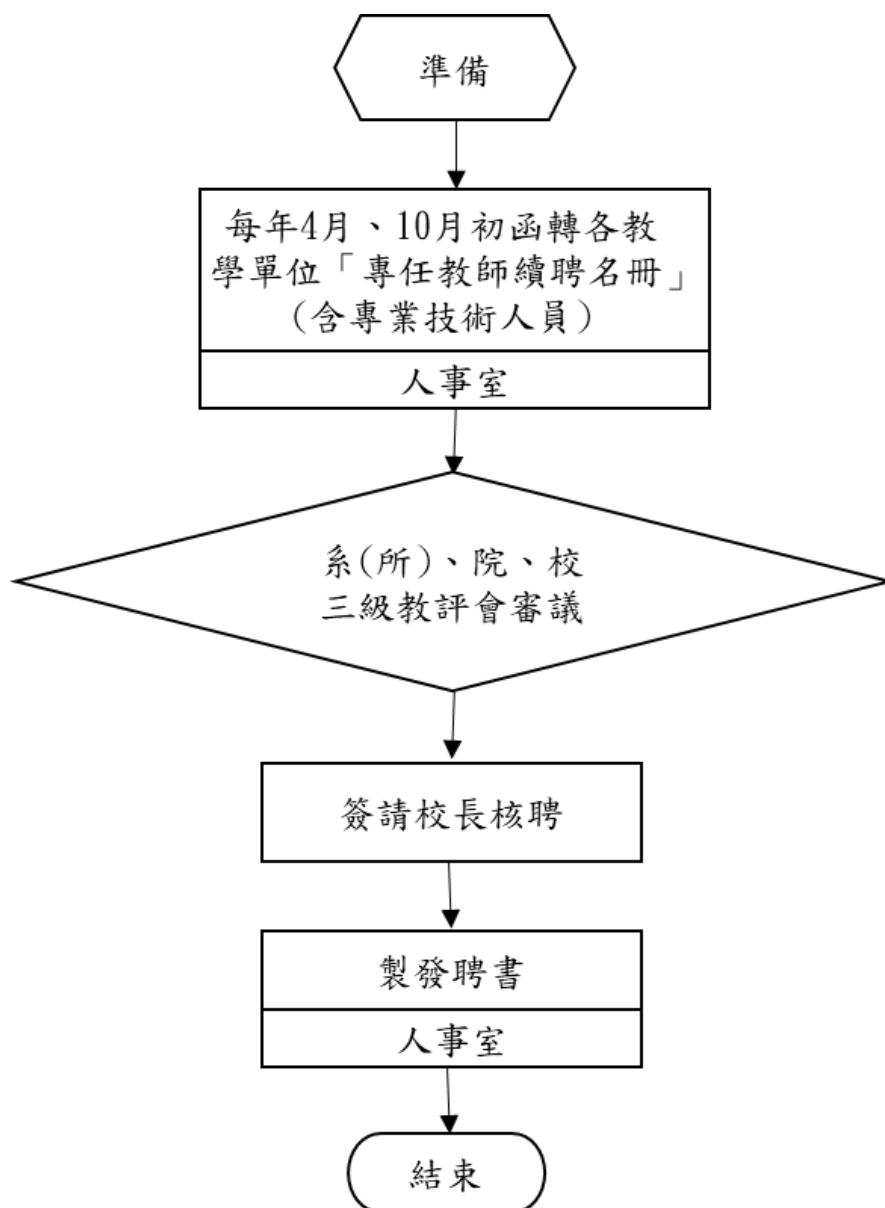 準備
每年4月、10月初函轉各教
學單位「專任教師續聘名冊」
（含專業技術人員）
人事室
系(所)、院、校
三級教評會審議
簽請校長核聘
製發聘書
人事室
結束